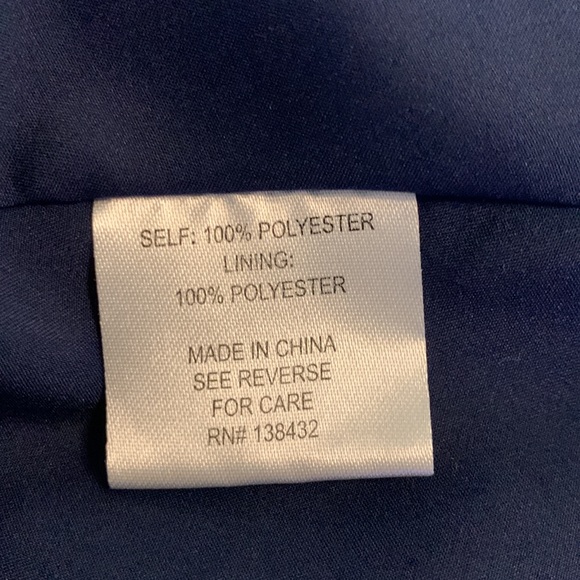 SELF: 100% POLYESTER
LINING:
100% POLYESTER
MADE IN CHINA
SEE REVERSE
FOR CARE
RN# 138432